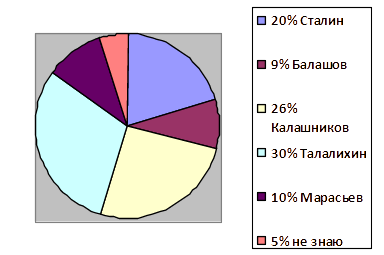 20% Сталин
9% Балашов
26%
Калашников
30% Талалихин
10% Марасьев
5% не знаю